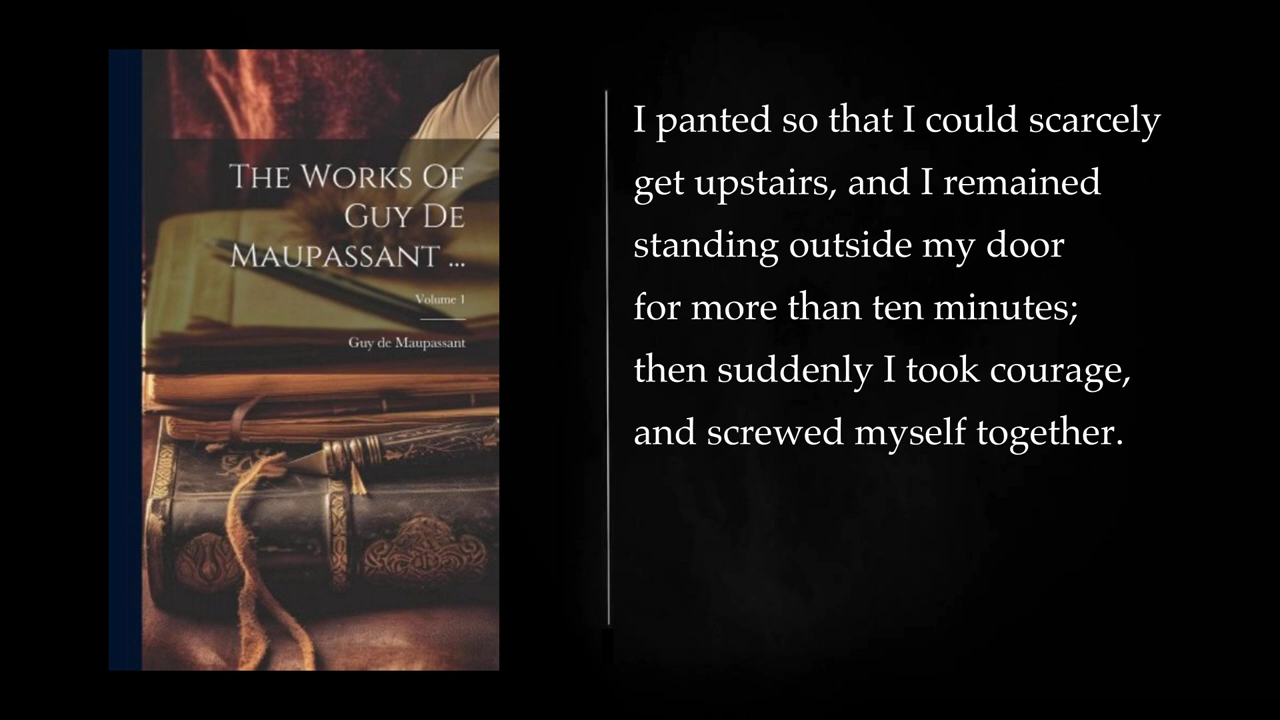 The Works Of
Guy De
Maupassant ...
Volume 1
Guy de Maupassant
I panted so that I could scarcely
get upstairs, and I remained
standing outside my door
for more than ten minutes;
then suddenly I took courage,
and screwed myself together.